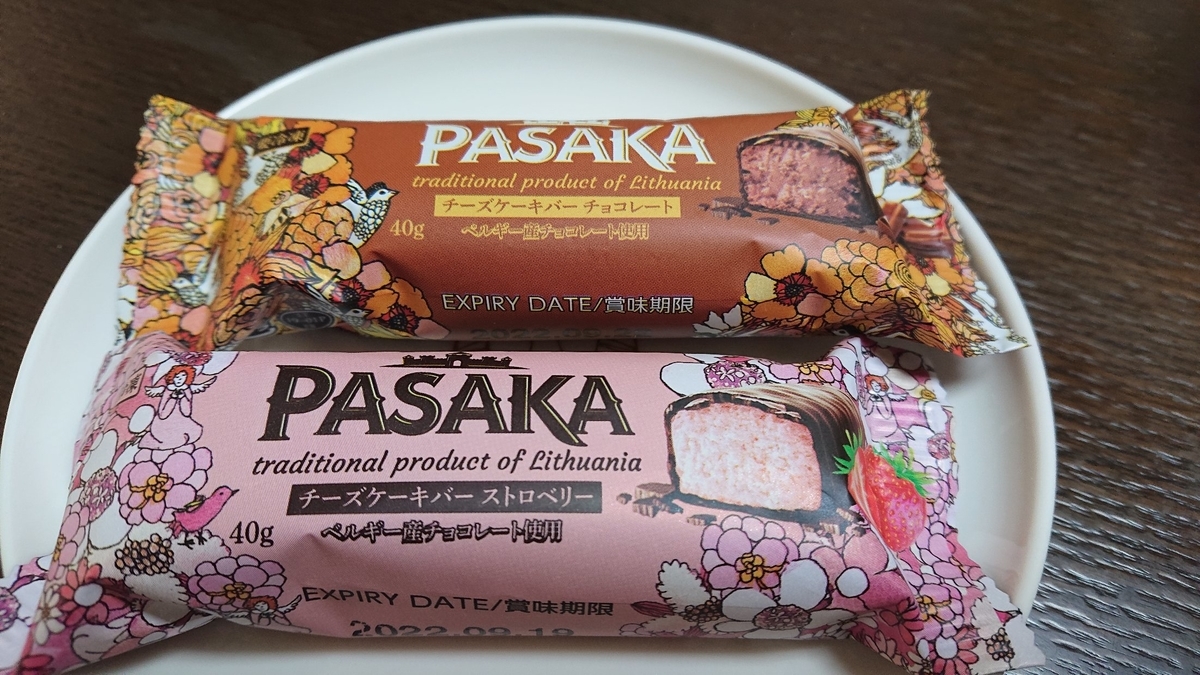 PASAKA
traditional product of Lithuania
チーズケーキバー チョコレート
40g
ベルギー産チョコレート使用
EXPIRY DATE/賞味期限
PASAKA
traditional product of Lithuania
チーズケーキバー ストロベリー
40g
ベルギー産チョコレート使用
EXPIRY DATE/賞味期限
2022.09.18